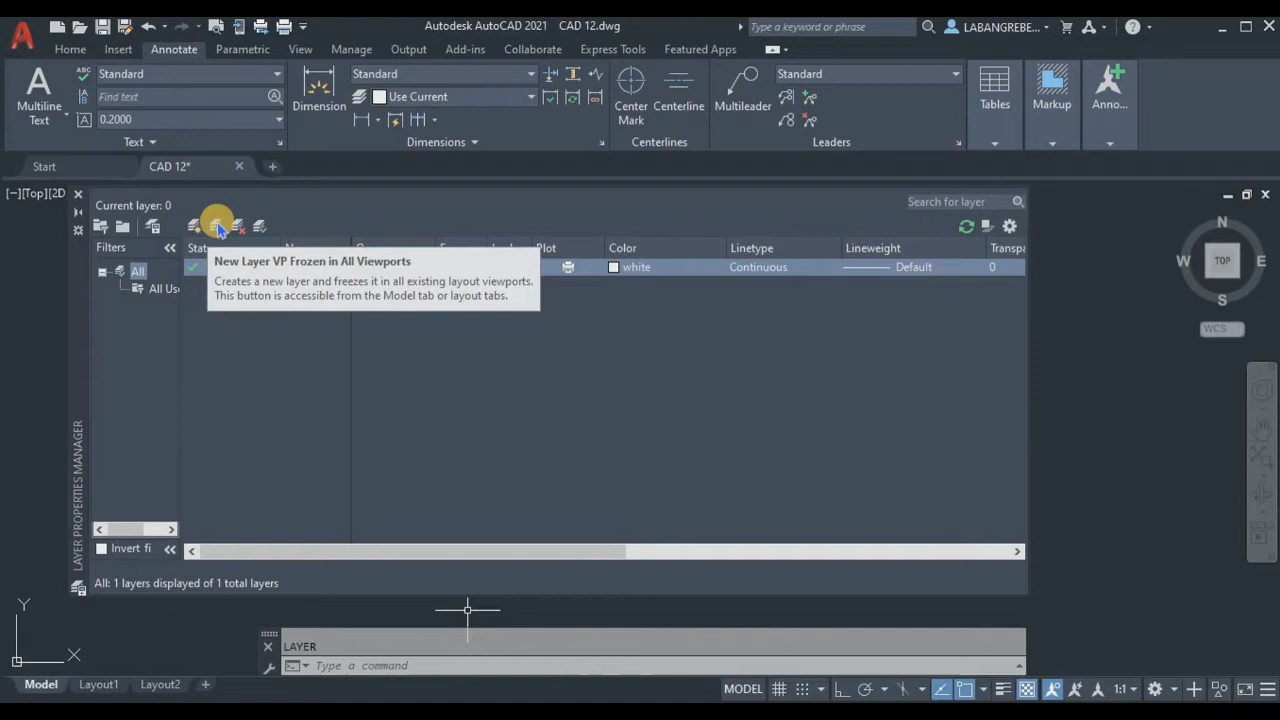 Autodesk AutoCAD 2021 CAD 12.dwg
Type a keyword or phrase
LABANGREBE...
Home Insert Annotate Parametric View Manage Output Add-ins Collaborate Express Tools Featured Apps
ABC Standard Standard Standard
Find text Use Current
Multiline Text
0.2000
Dimension
Center Mark
Centerline
Multileader
Tables
Markup
Anno...
Text Dimensions Centerlines Leaders
Start CAD 12*
[−][Top][2D
Current layer: 0
Search for layer
Filters Plot Color Linetype Lineweight Transpa
All white Continuous Default 0
All Us
New Layer VP Frozen in All Viewports
Creates a new layer and freezes it in all existing layout viewports.
This button is accessible from the Model tab or layout tabs.
N
W TOP E
S
WCS
LAYER PROPERTIES MANAGER
Invert fi
All: 1 layers displayed of 1 total layers
Y
X
LAYER
Type a command
Model Layout1 Layout2
MODEL 1:1